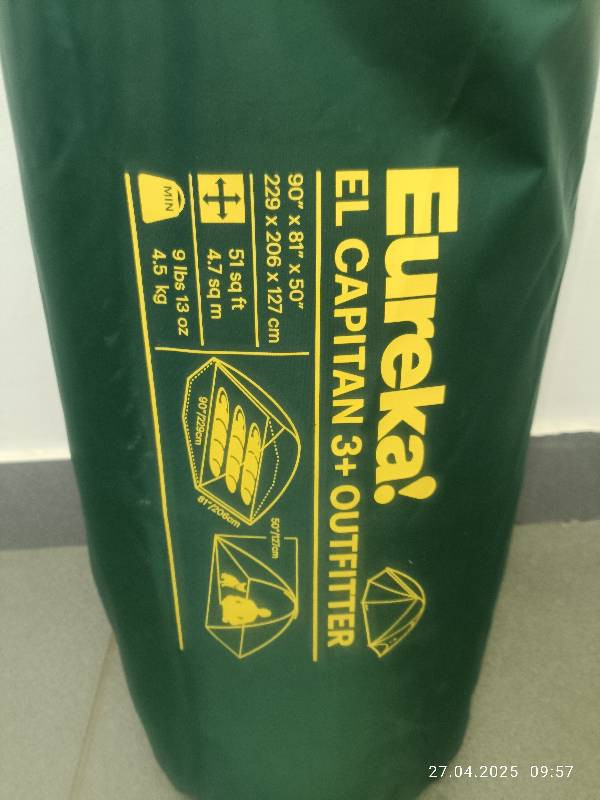 Eureka!
EL CAPITAN 3+ OUTFITTER
90" x 81" x 50"
229 x 206 x 127 cm
51 sq ft
4.7 sq m
MIN
9 lbs 13 oz
4.5 kg
90"/229cm
81"/206cm
50"/127cm
27.04.2025 09:57